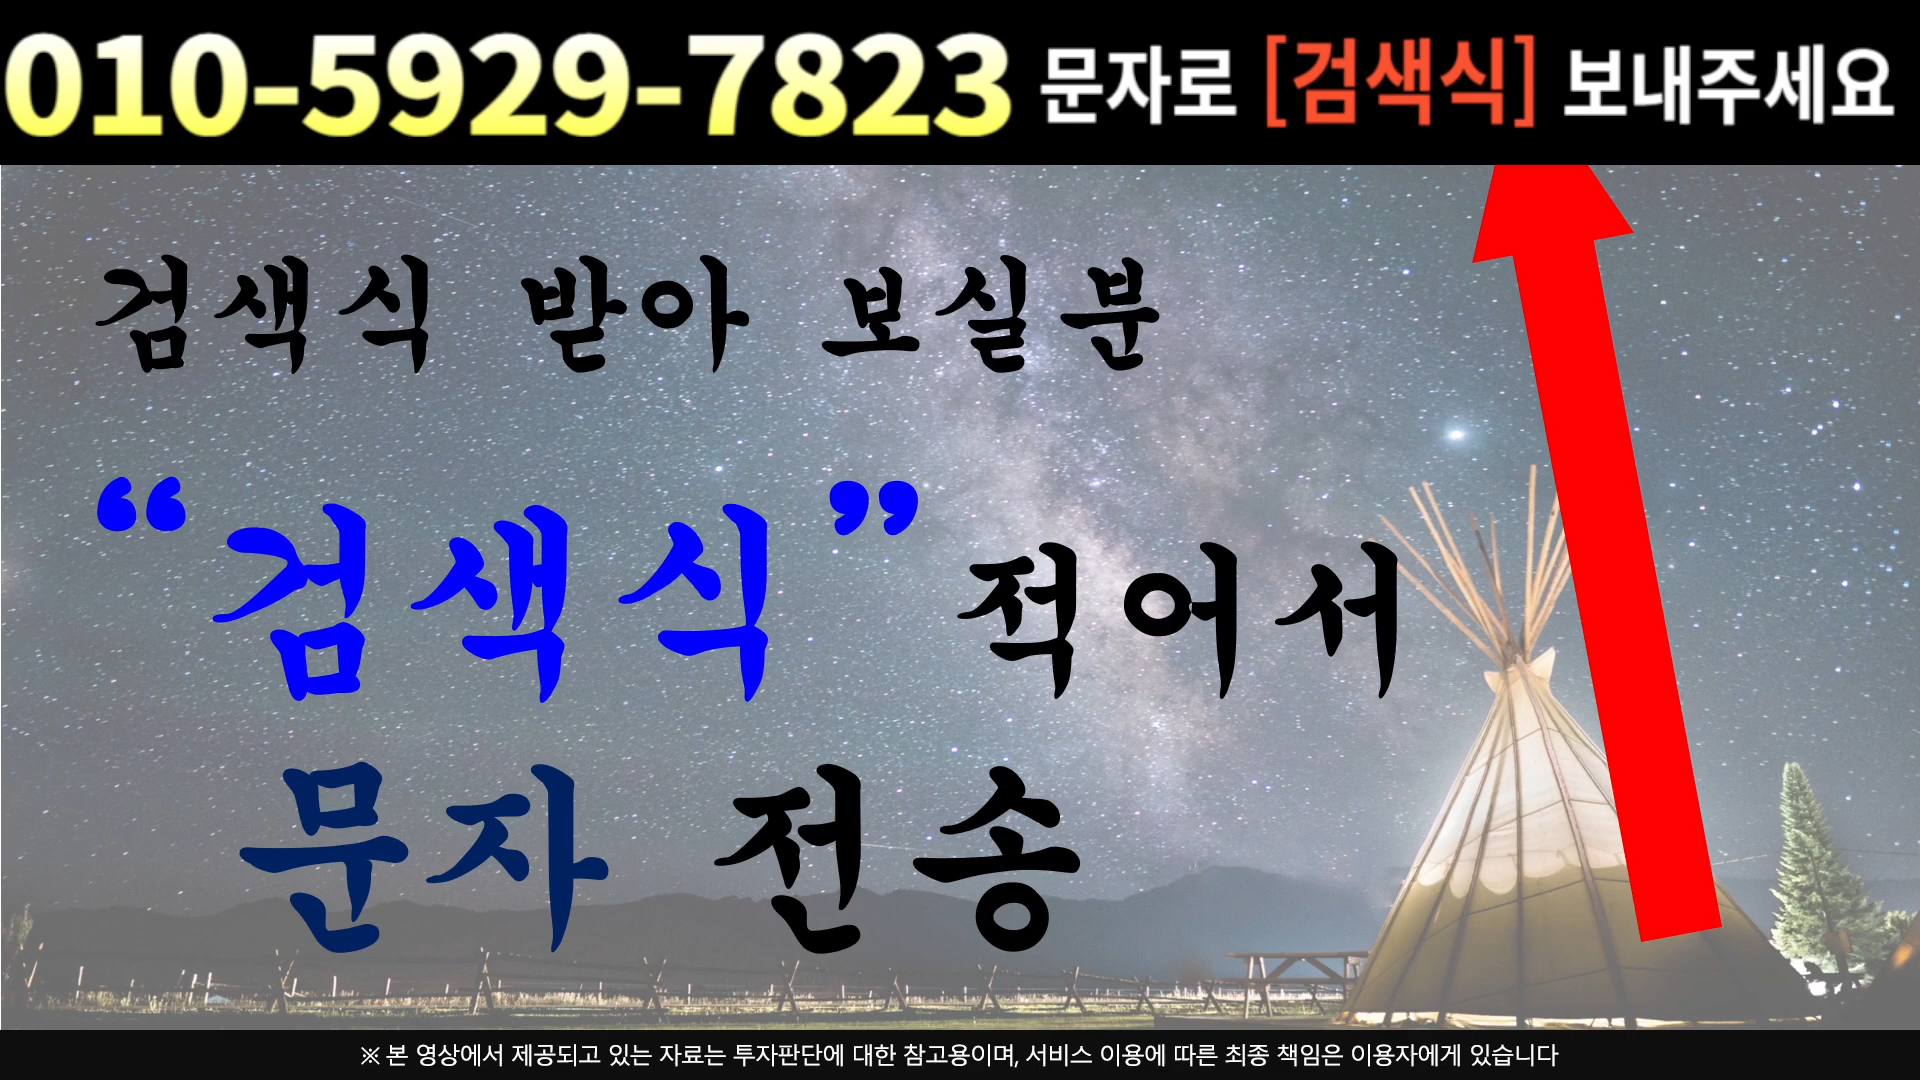 010-5929-7823 문자로 [검색식] 보내주세요
검색식 받아 보실분
“검색식” 적어서
문자 전송
※ 본 영상에서 제공되고 있는 자료는 투자판단에 대한 참고용이며, 서비스 이용에 따른 최종 책임은 이용자에게 있습니다